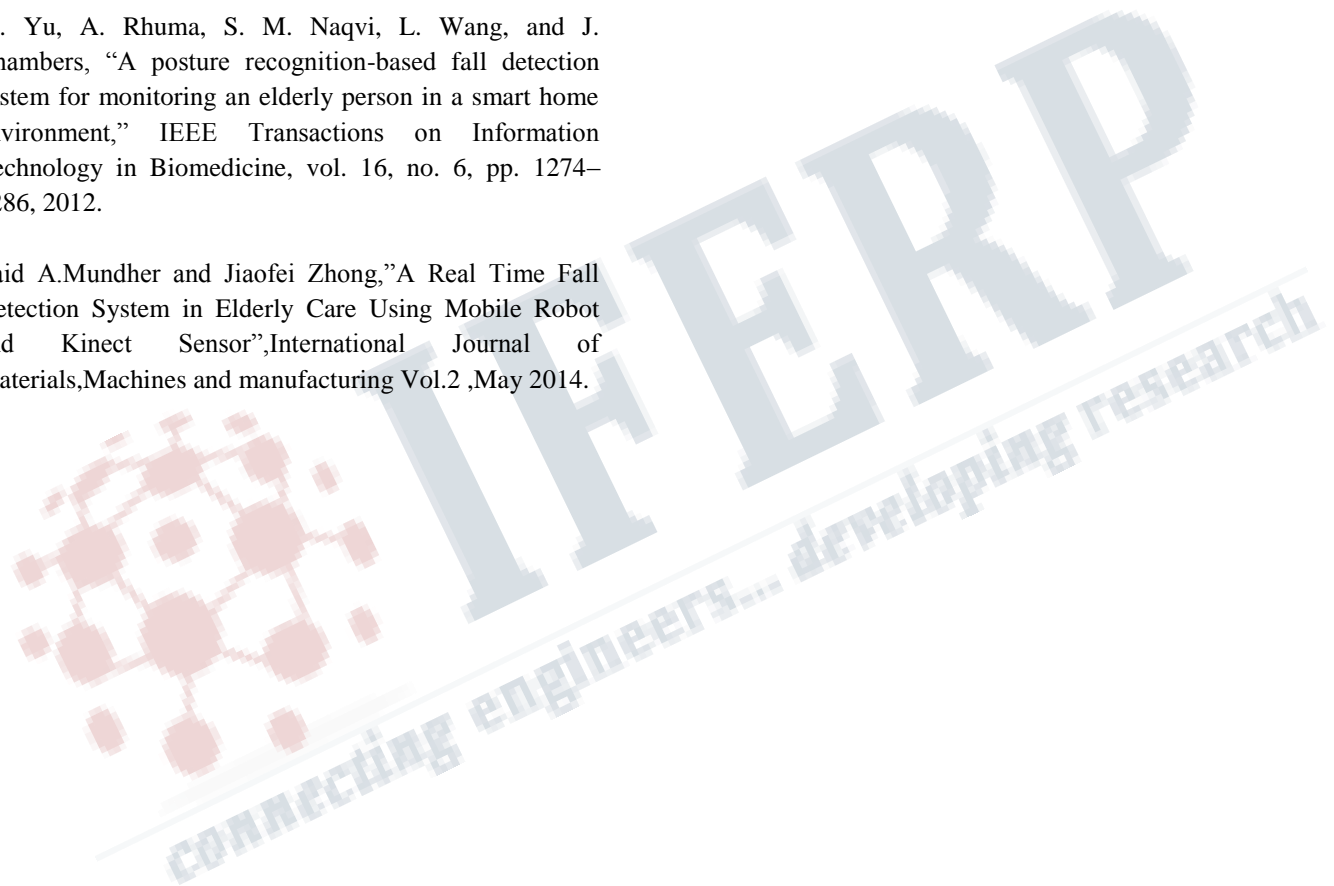 . Yu, A. Rhuma, S. M. Naqvi, L. Wang, and J.
hambers, “A posture recognition-based fall detection
stem for monitoring an elderly person in a smart home
vironment,” IEEE Transactions on Information
echnology in Biomedicine, vol. 16, no. 6, pp. 1274–
286, 2012.
aid A.Mundher and Jiaofei Zhong,”A Real Time Fall
etection System in Elderly Care Using Mobile Robot
d Kinect Sensor”,International Journal of
aterials,Machines and manufacturing Vol.2 ,May 2014.
IFERP
connecting engineers... developing research